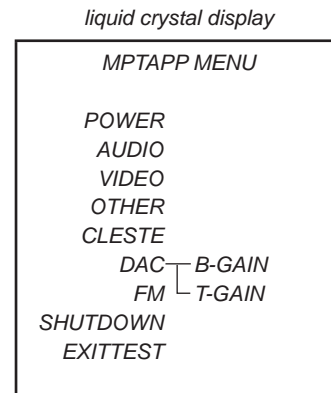 liquid crystal display
MPTAPP MENU
POWER
AUDIO
VIDEO
OTHER
CLESTE
DAC B-GAIN
FM T-GAIN
SHUTDOWN
EXITTEST